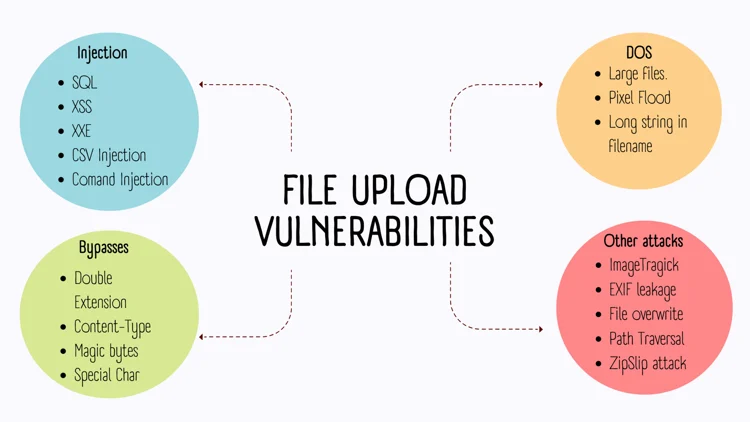 Injection
• SQL
• XSS
• XXE
• CSV Injection
• Comand Injection
DOS
• Large files.
• Pixel Flood
• Long string in
filename
FILE UPLOAD
VULNERABILITIES
Bypasses
• Double
Extension
• Content-Type
• Magic bytes
• Special Char
Other attacks
• ImageTragick
• EXIF leakage
• File overwrite
• Path Traversal
• ZipSlip attack